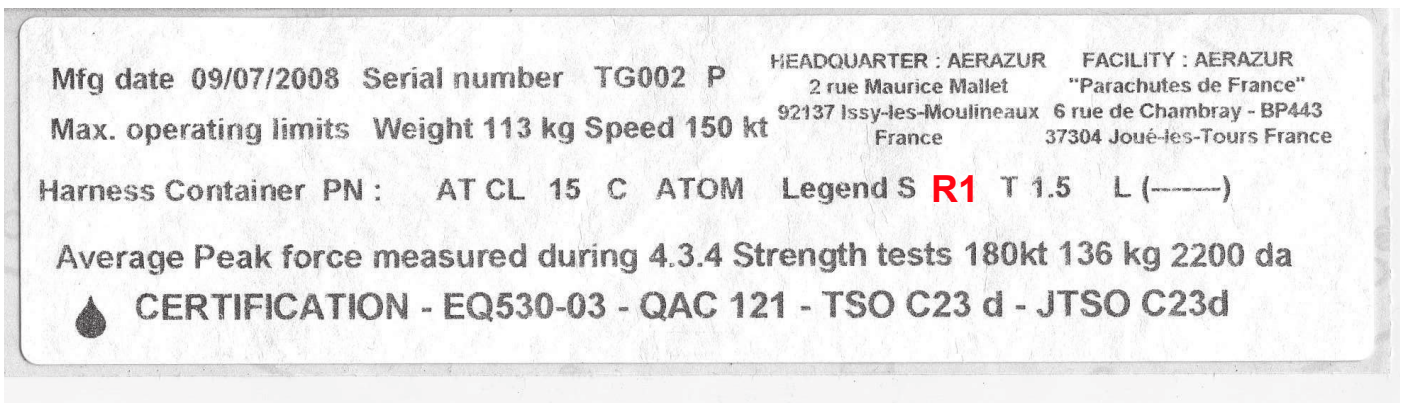 Mfg date 09/07/2008 Serial number TG002 P
Max. operating limits Weight 113 kg Speed 150 kt
HEADQUARTER : AERAZUR
2 rue Maurice Mallet
92137 Issy-les-Moulineaux
France
FACILITY : AERAZUR
"Parachutes de France"
6 rue de Chambray - BP443
37304 Joué-les-Tours France
Harness Container PN : AT CL 15 C ATOM Legend S R1 T 1.5 L (-------)
Average Peak force measured during 4.3.4 Strength tests 180kt 136 kg 2200 da
CERTIFICATION - EQ530-03 - QAC 121 - TSO C23 d - JTSO C23d